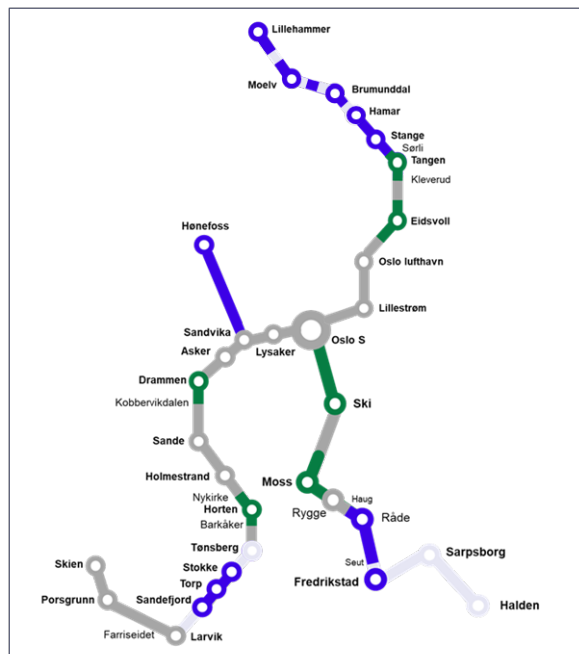 Lillehammer
Moelv
Brumunddal
Hamar
Stange
Sørli
Tangen
Kleverud
Eidsvoll
Hønefoss
Oslo lufthavn
Lillestrøm
Sandvika
Oslo S
Lysaker
Asker
Drammen
Kobbervikdalen
Ski
Sande
Holmestrand
Moss
Nykirke
Haug
Horten
Rygge
Råde
Barkåker
Tønsberg
Sarpsborg
Skien
Stokke
Seut
Torp
Fredrikstad
Porsgrunn
Sandefjord
Halden
Farriseidet
Larvik